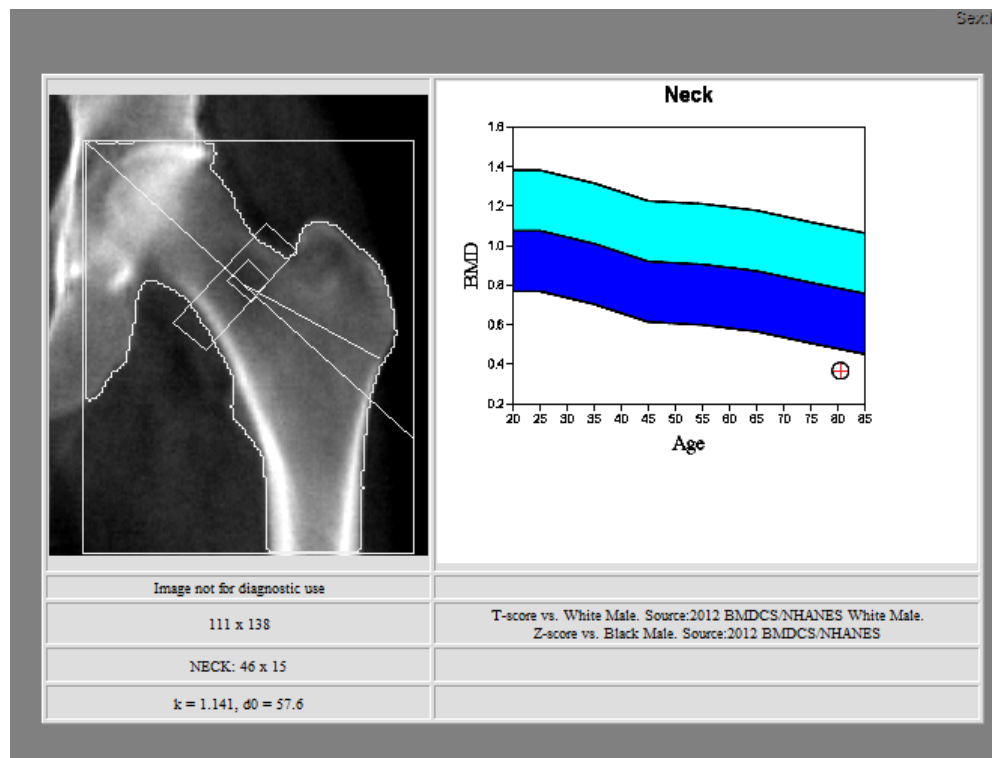 Sex:
Neck
1.6
1.4
1.2
1.0
0.8
0.6
0.4
0.2
BMD
20 25 30 35 40 45 50 55 60 65 70 75 80 85
Age
Image not for diagnostic use
111 x 138
T-score vs. White Male. Source:2012 BMDCS/NHANES White Male.
Z-score vs. Black Male. Source:2012 BMDCS/NHANES
NECK: 46 x 15
k = 1.141, d0 = 57.6